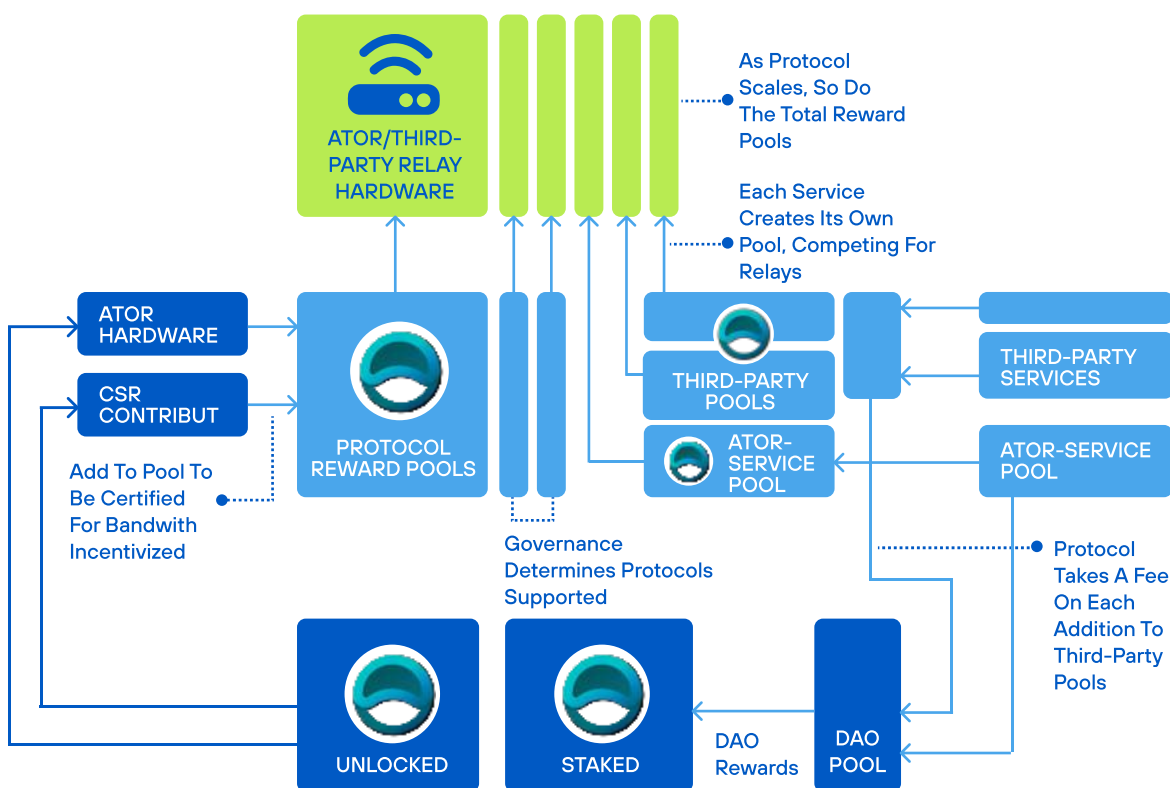 ATOR/THIRD-
PARTY RELAY
HARDWARE
As Protocol
Scales, So Do
The Total Reward
Pools
Each Service
Creates Its Own
Pool, Competing For
Relays
ATOR
HARDWARE
CSR
CONTRIBUT
Add To Pool To
Be Certified
For Bandwith
Incentivized
PROTOCOL
REWARD POOLS
Governance
Determines Protocols
Supported
THIRD-PARTY
POOLS
ATOR-
SERVICE
POOL
THIRD-PARTY
SERVICES
ATOR-SERVICE
POOL
Protocol
Takes A Fee
On Each
Addition To
Third-Party
Pools
UNLOCKED
STAKED
DAO
Rewards
DAO
POOL